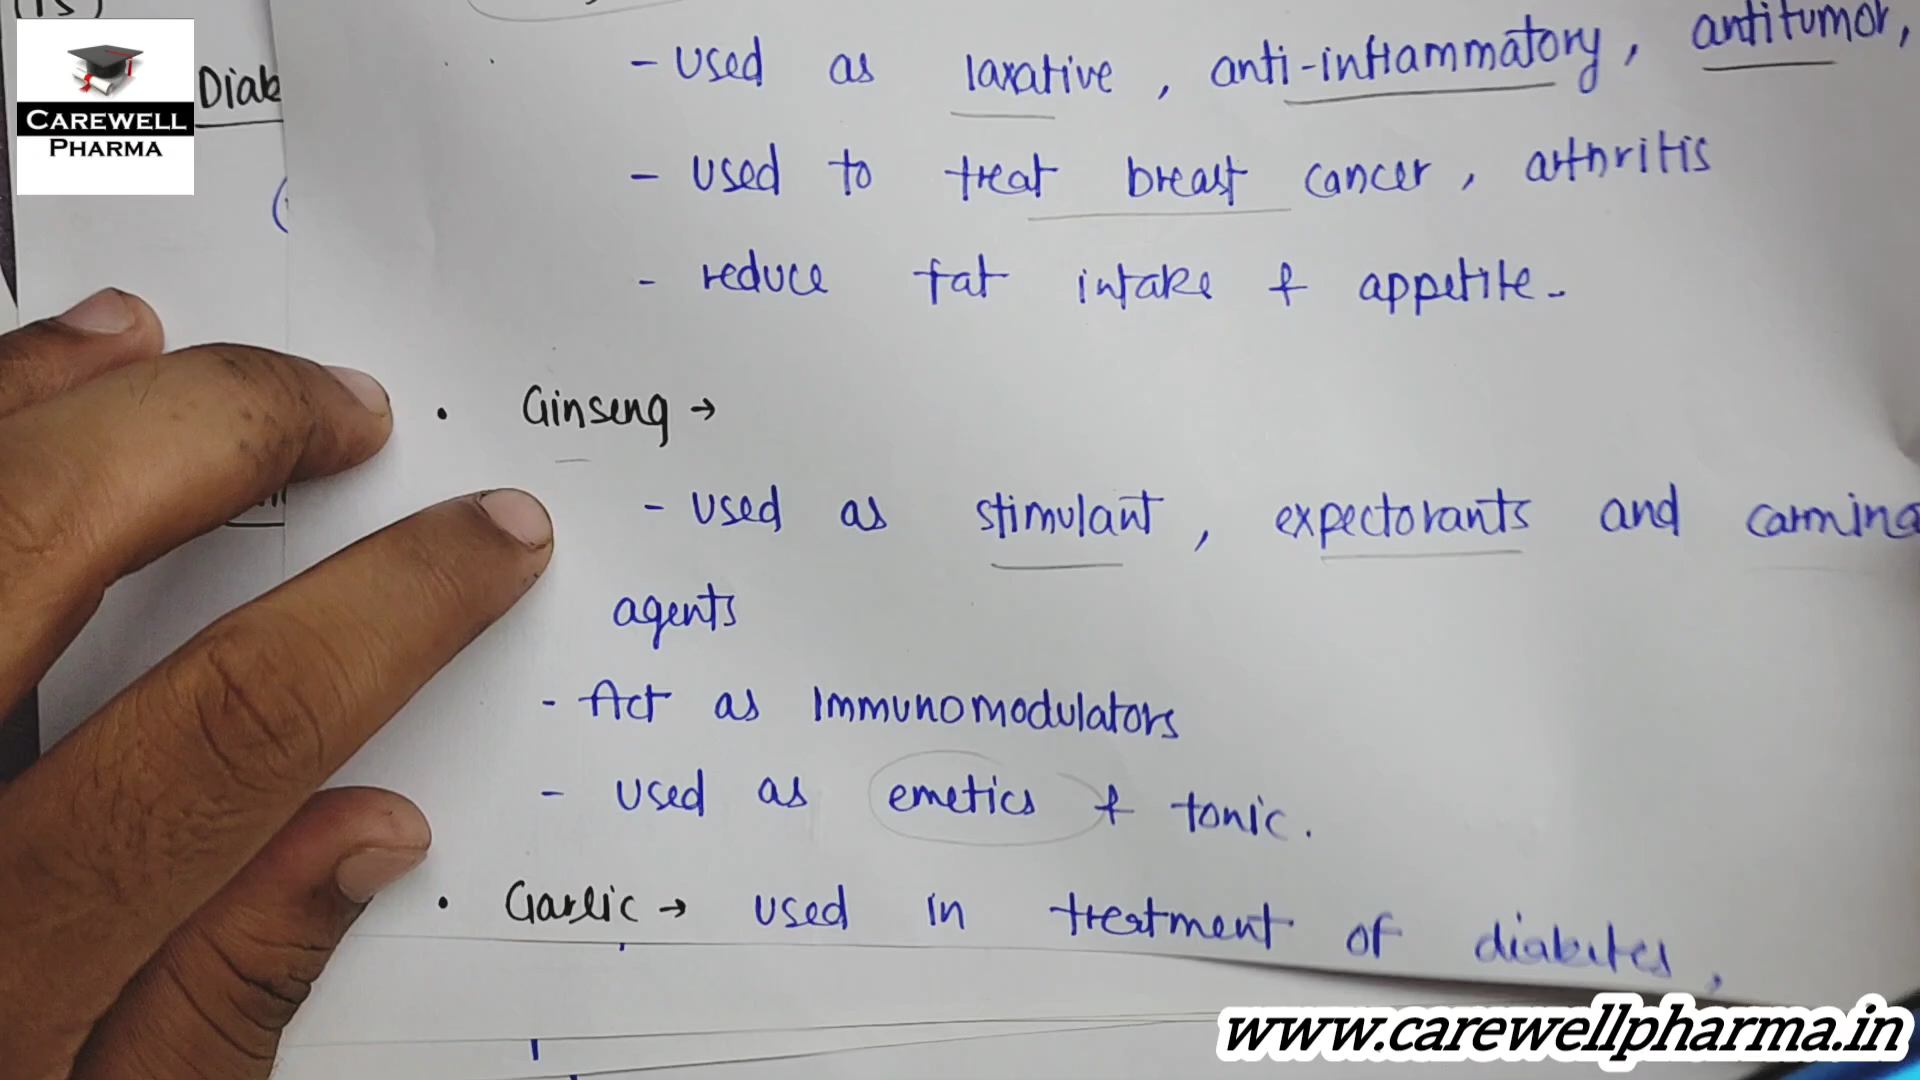 CAREWELL
PHARMA
Diab
- used as laxative, anti-inflammatory, antitumor,
- used to treat breast cancer, arthritis
- reduce fat intake & appetite.
• Ginseng →
- used as stimulant, expectorants and carmina
agents
- Act as Immunomodulators
- used as emetics & tonic.
• Garlic → used in treatment of diabetes,
www.carewellpharma.in